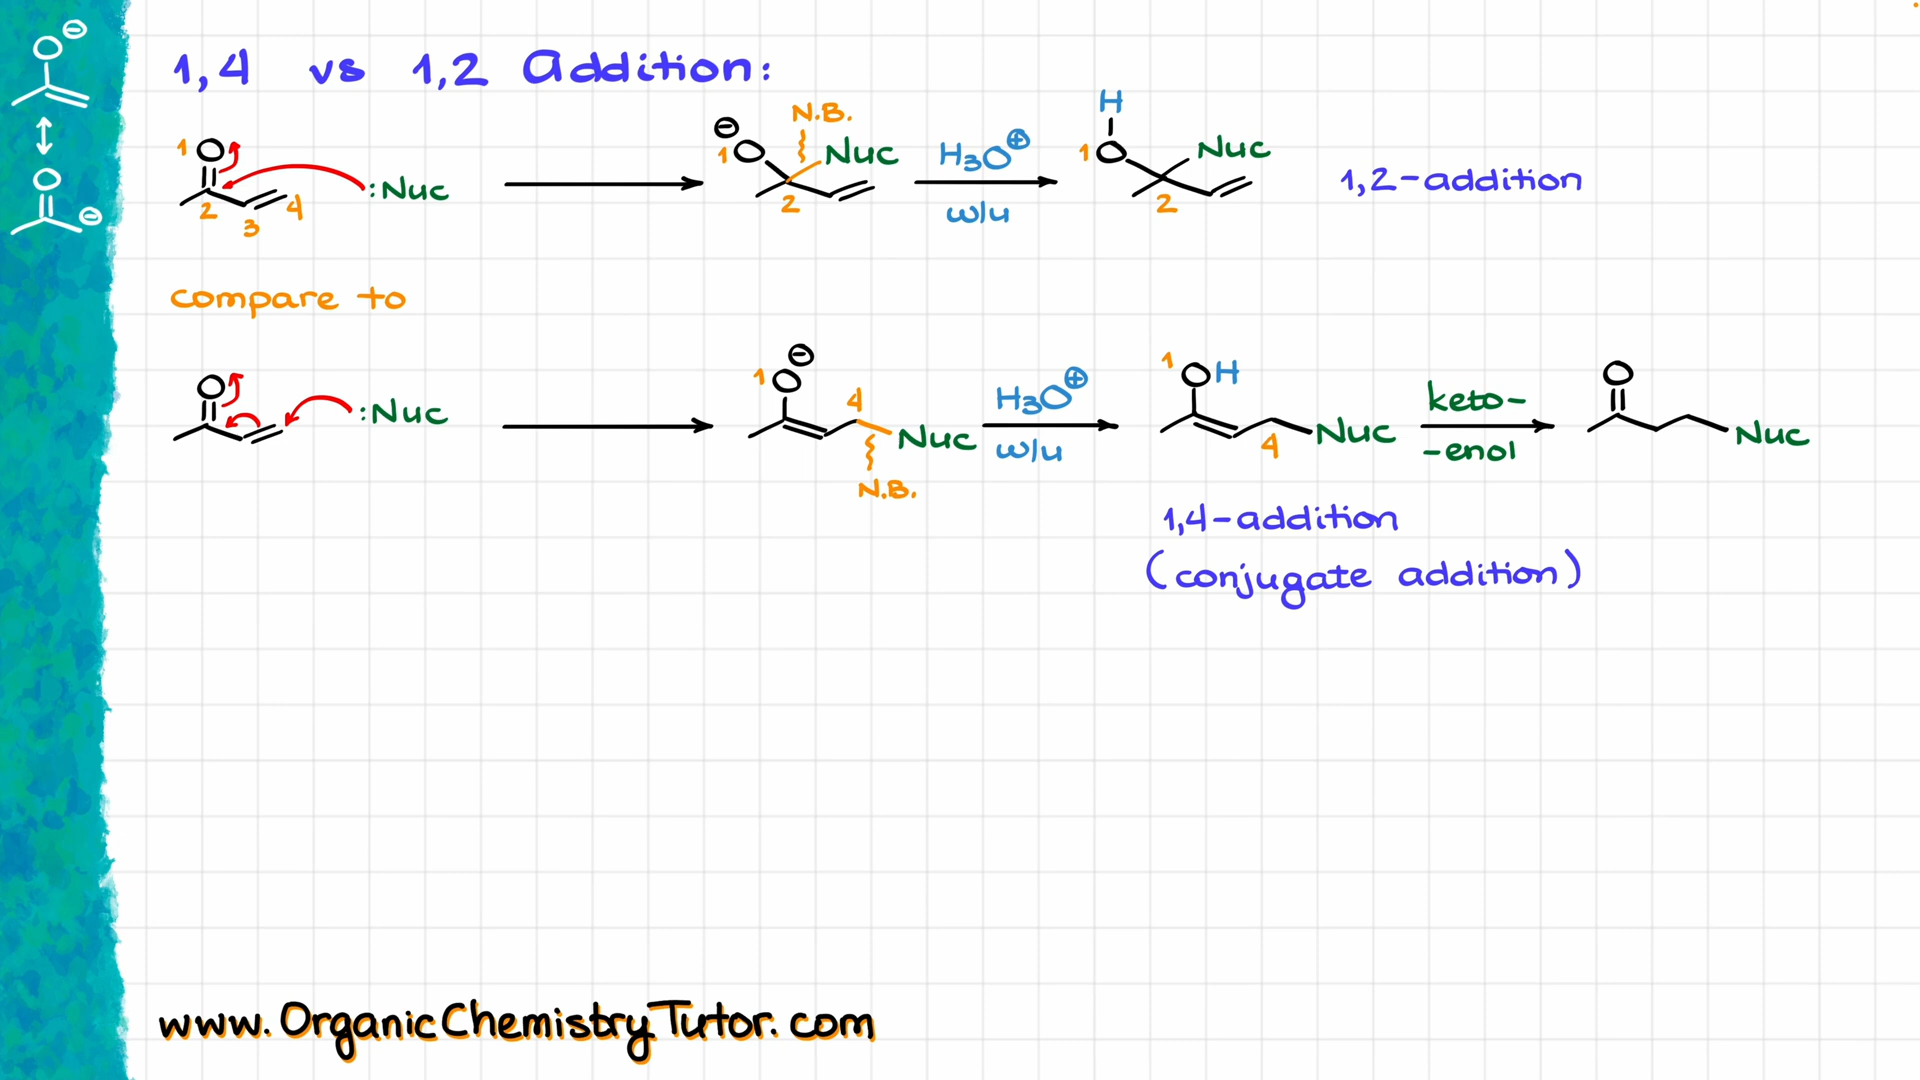 1,4 vs 1,2 Addition:
O⊖
O
⊖
1 O
2
3
4
:Nuc
⊖
1 O
N.B.
Nuc
2
H₃O⊕
w/u
H
1 O
Nuc
2
1,2-addition
compare to
O
:Nuc
⊖
1 O
4
Nuc
N.B.
H₃O⊕
w/u
1
OH
4
Nuc
keto-
-enol
O
Nuc
1,4-addition
(conjugate addition)
www.OrganicChemistryTutor.com